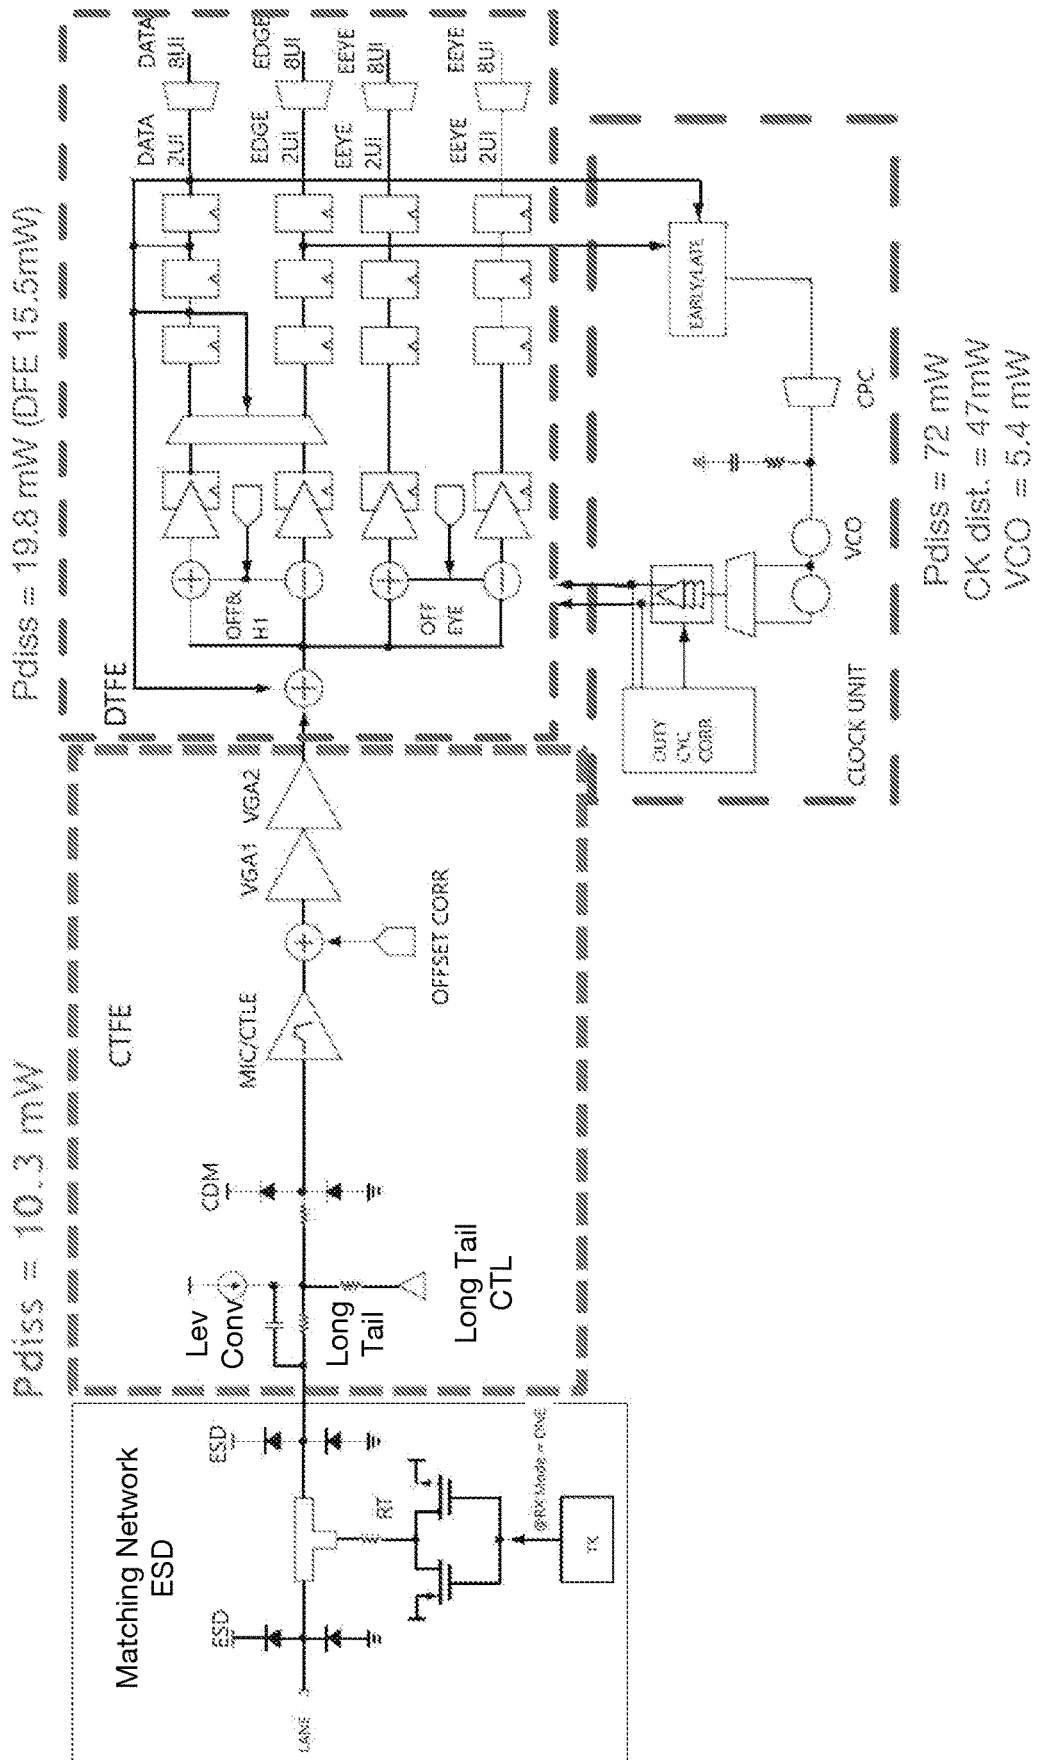 Pdiss = 10.3 mW
Pdiss = 19.8 mW (DFE 15.5mW)
Matching Network
ESD
LANE
ESD
ESD
RT
@RX Mode = ONE
TX
CTFE
Lev
Conv
Long
Tail
Long Tail
CTL
CDM
MIC/CTLE
OFFSET CORR
VGA1
VGA2
DTFE
OFF&
H1
OFF
EYE
DATA
2UI
DATA
8UI
EDGE
2UI
EDGE
8UI
EEYE
2UI
EEYE
8UI
EEYE
2UI
EEYE
8UI
DUTY
CYC
CORR
CLOCK UNIT
VCO
CPC
EARLY/LATE
Pdiss = 72 mW
CK dist. = 47mW
VCO = 5.4 mW